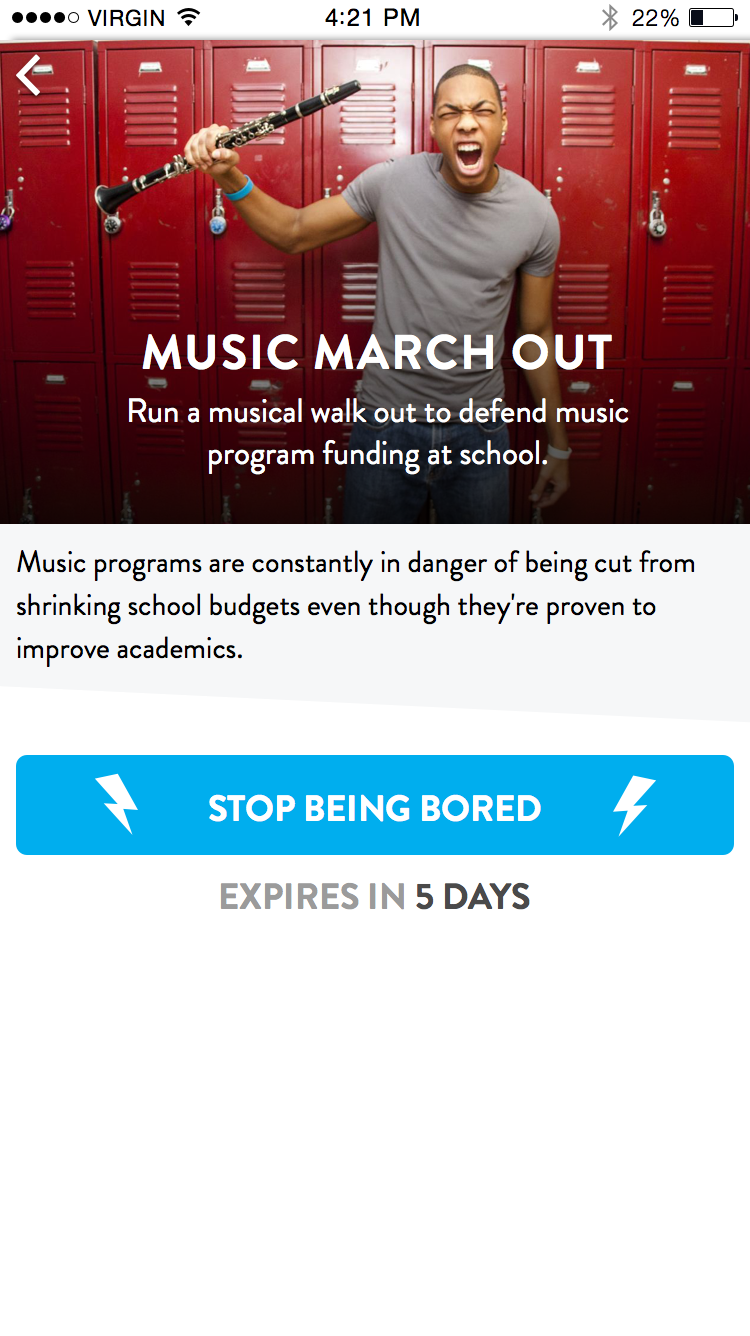 VIRGIN 4:21 PM 22%
MUSIC MARCH OUT
Run a musical walk out to defend music
program funding at school.
Music programs are constantly in danger of being cut from
shrinking school budgets even though they're proven to
improve academics.
STOP BEING BORED
EXPIRES IN 5 DAYS